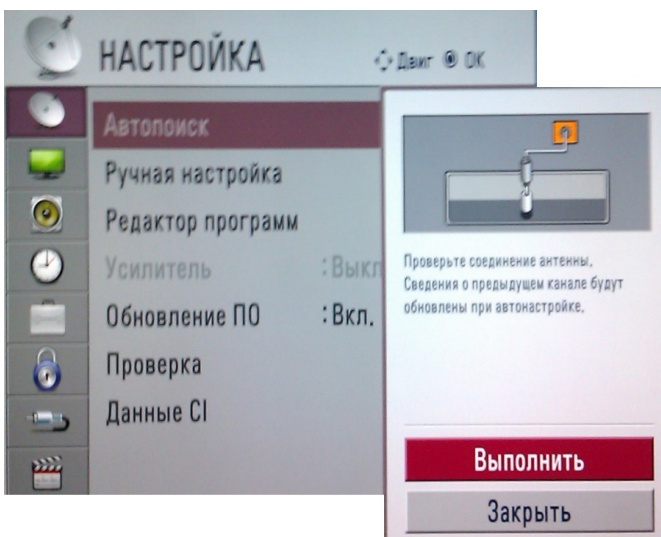 НАСТРОЙКА
Двиг ОК
Автопоиск
Ручная настройка
Редактор программ
Усилитель : Выкл
Обновление ПО : Вкл.
Проверка
Данные CI
Проверьте соединение антенны.
Сведения о предыдущем канале будут
обновлены при автонастройке.
Выполнить
Закрыть